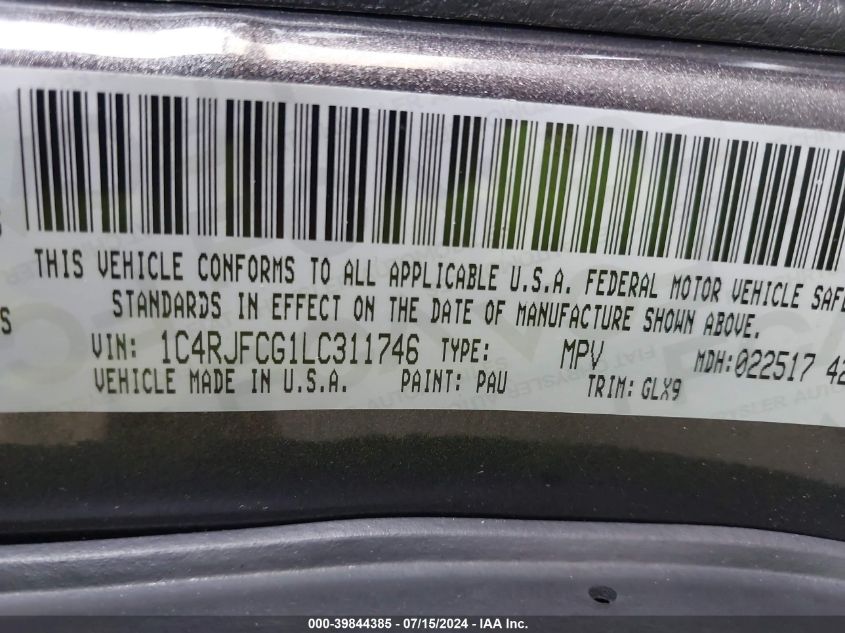 THIS VEHICLE CONFORMS TO ALL APPLICABLE U.S.A. FEDERAL MOTOR VEHICLE
STANDARDS IN EFFECT ON THE DATE OF MANUFACTURE SHOWN ABOVE.
VIN: 1C4RJFCG1LC311746 TYPE: MPV MDH:022517 42
VEHICLE MADE IN U.S.A. PAINT: PAU TRIM: GLX9
000-39844385 - 07/15/2024 - IAA Inc.